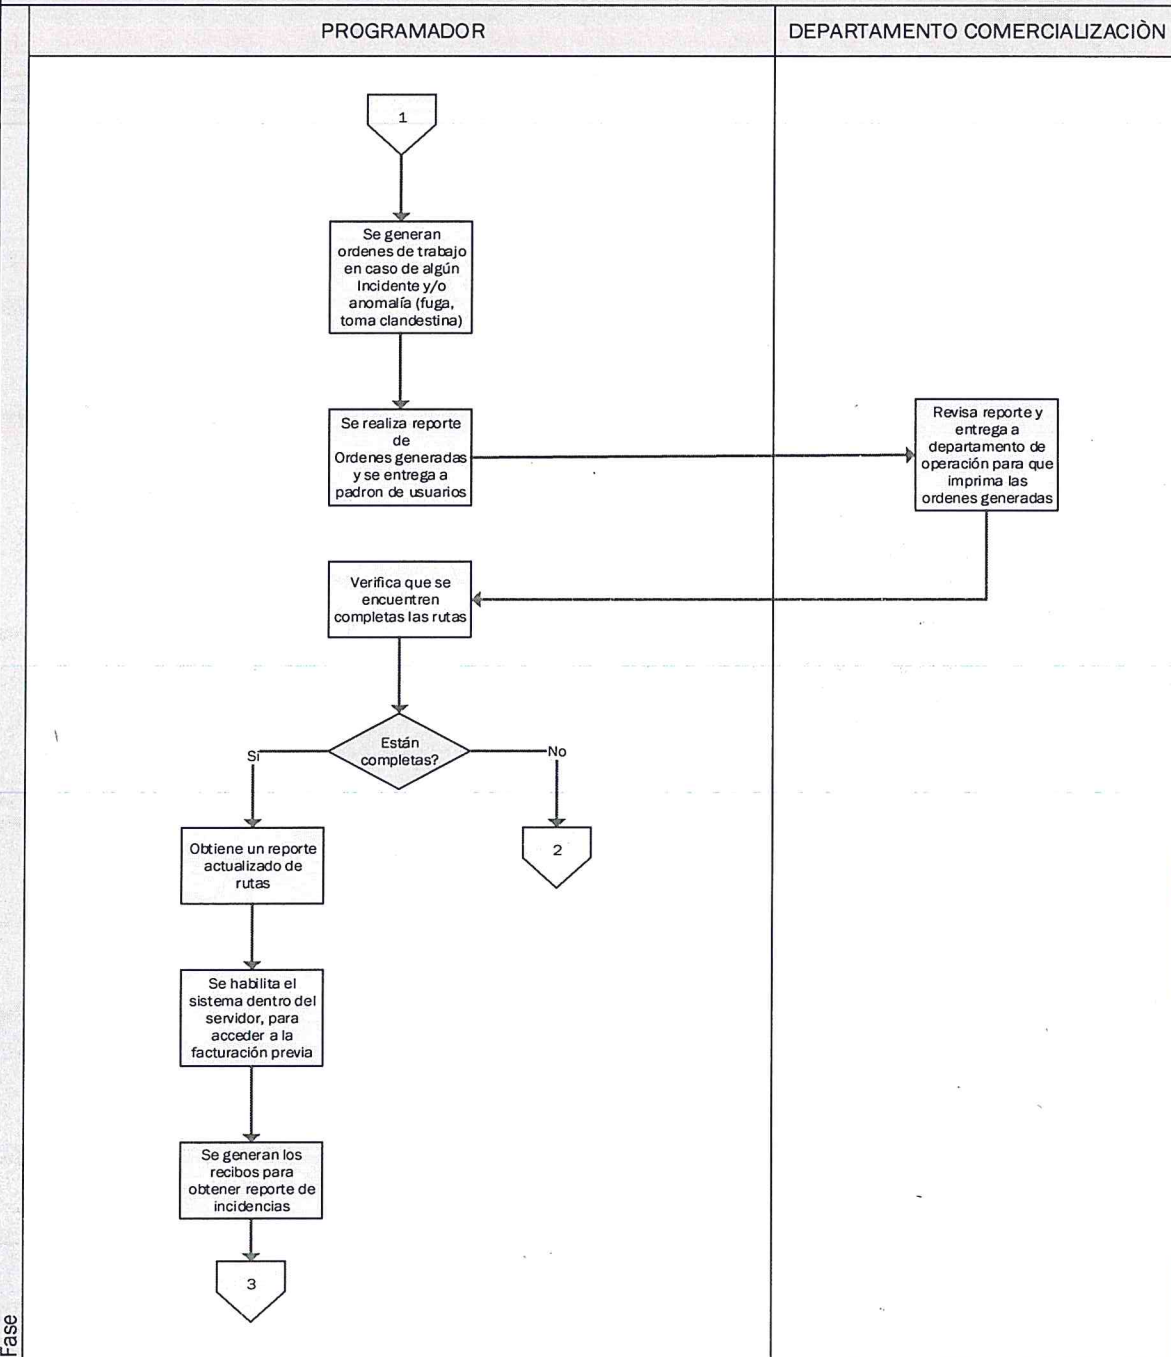 PROGRAMADOR
DEPARTAMENTO COMERCIALIZACIÒN
1
Se generan
ordenes de trabajo
en caso de algún
Incidente y/o
anomalía (fuga,
toma clandestina)
Se realiza reporte
de
Ordenes generadas
y se entrega a
padron de usuarios
Revisa reporte y
entrega a
departamento de
operación para que
imprima las
ordenes generadas
Verifica que se
encuentren
completas las rutas
Están
completas?
Sí
No
Obtiene un reporte
actualizado de
rutas
2
Se habilita el
sistema dentro del
servidor, para
acceder a la
facturación previa
Se generan los
recibos para
obtener reporte de
incidencias
3
Fase